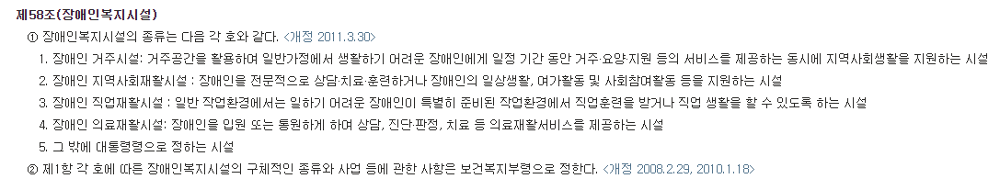 제58조(장애인복지시설)
① 장애인복지시설의 종류는 다음 각 호와 같다. <개정 2011.3.30>
1. 장애인 거주시설: 거주공간을 활용하여 일반가정에서 생활하기 어려운 장애인에게 일정 기간 동안 거주·요양·지원 등의 서비스를 제공하는 동시에 지역사회생활을 지원하는 시설
2. 장애인 지역사회재활시설 : 장애인을 전문적으로 상담·치료·훈련하거나 장애인의 일상생활, 여가활동 및 사회참여활동 등을 지원하는 시설
3. 장애인 직업재활시설 : 일반 작업환경에서는 일하기 어려운 장애인이 특별히 준비된 작업환경에서 직업훈련을 받거나 직업 생활을 할 수 있도록 하는 시설
4. 장애인 의료재활시설: 장애인을 입원 또는 통원하게 하여 상담, 진단·판정, 치료 등 의료재활서비스를 제공하는 시설
5. 그 밖에 대통령령으로 정하는 시설
② 제1항 각 호에 따른 장애인복지시설의 구체적인 종류와 사업 등에 관한 사항은 보건복지부령으로 정한다. <개정 2008.2.29, 2010.1.18>